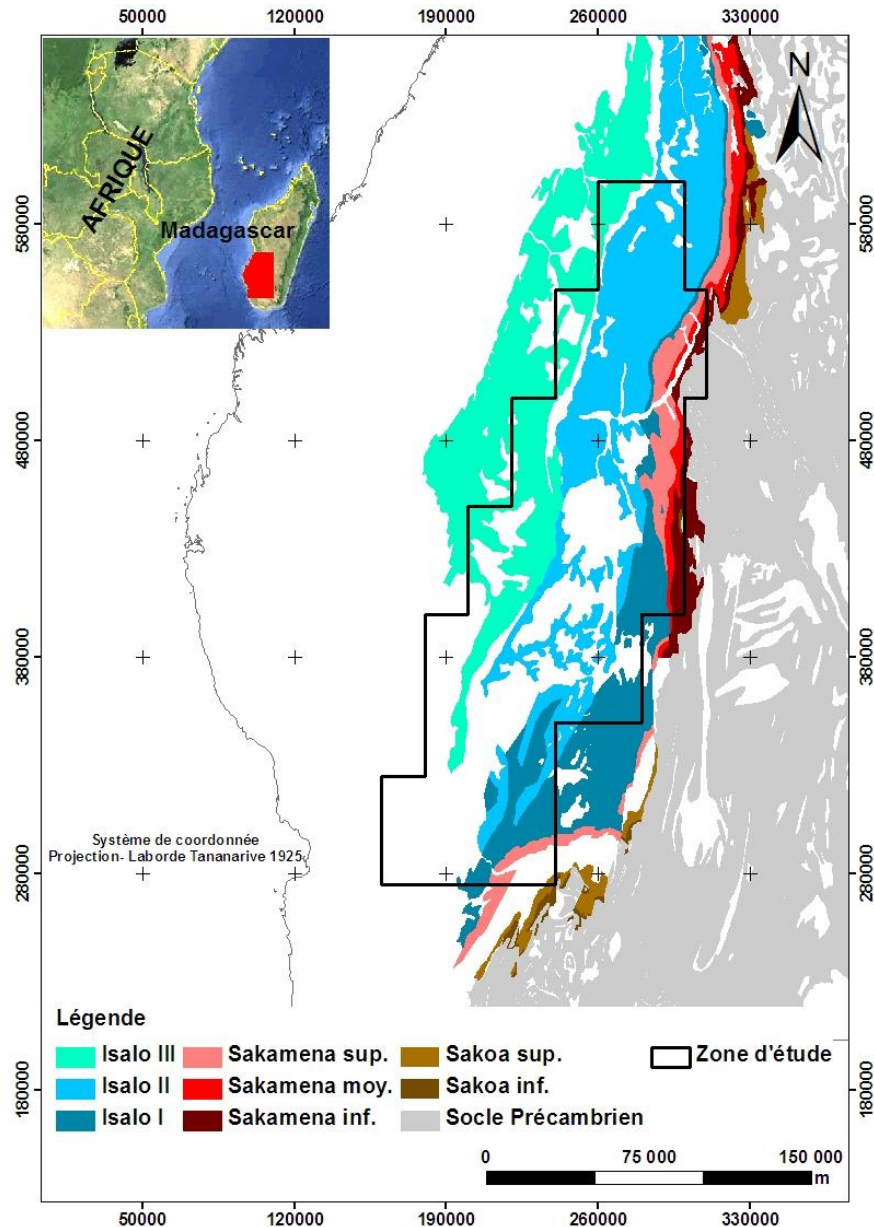 50000 120000 190000 260000 330000
AFRIQUE
Madagascar
N
580000 580000
480000 480000
380000 380000
Système de coordonnée
Projection- Laborde Tananarive 1925
280000 280000
Légende
Isalo III Sakamena sup. Sakoa sup. Zone d'étude
Isalo II Sakamena moy. Sakoa inf.
Isalo I Sakamena inf. Socle Précambrien
180000 180000
0 75 000 150 000
m
50000 120000 190000 260000 330000